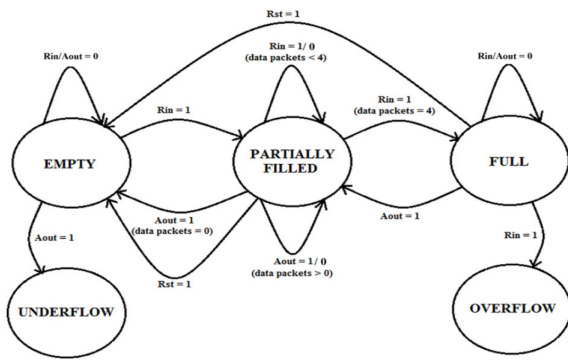 Rst = 1
Rin/Aout = 0
Rin = 1/ 0
(data packets < 4)
Rin/Aout = 0
Rin = 1
Rin = 1
(data packets = 4)
EMPTY
PARTIALLY
FILLED
FULL
Aout = 1
Aout = 1
(data packets = 0)
Aout = 1/ 0
(data packets > 0)
Aout = 1
Rin = 1
Rst = 1
UNDERFLOW
OVERFLOW